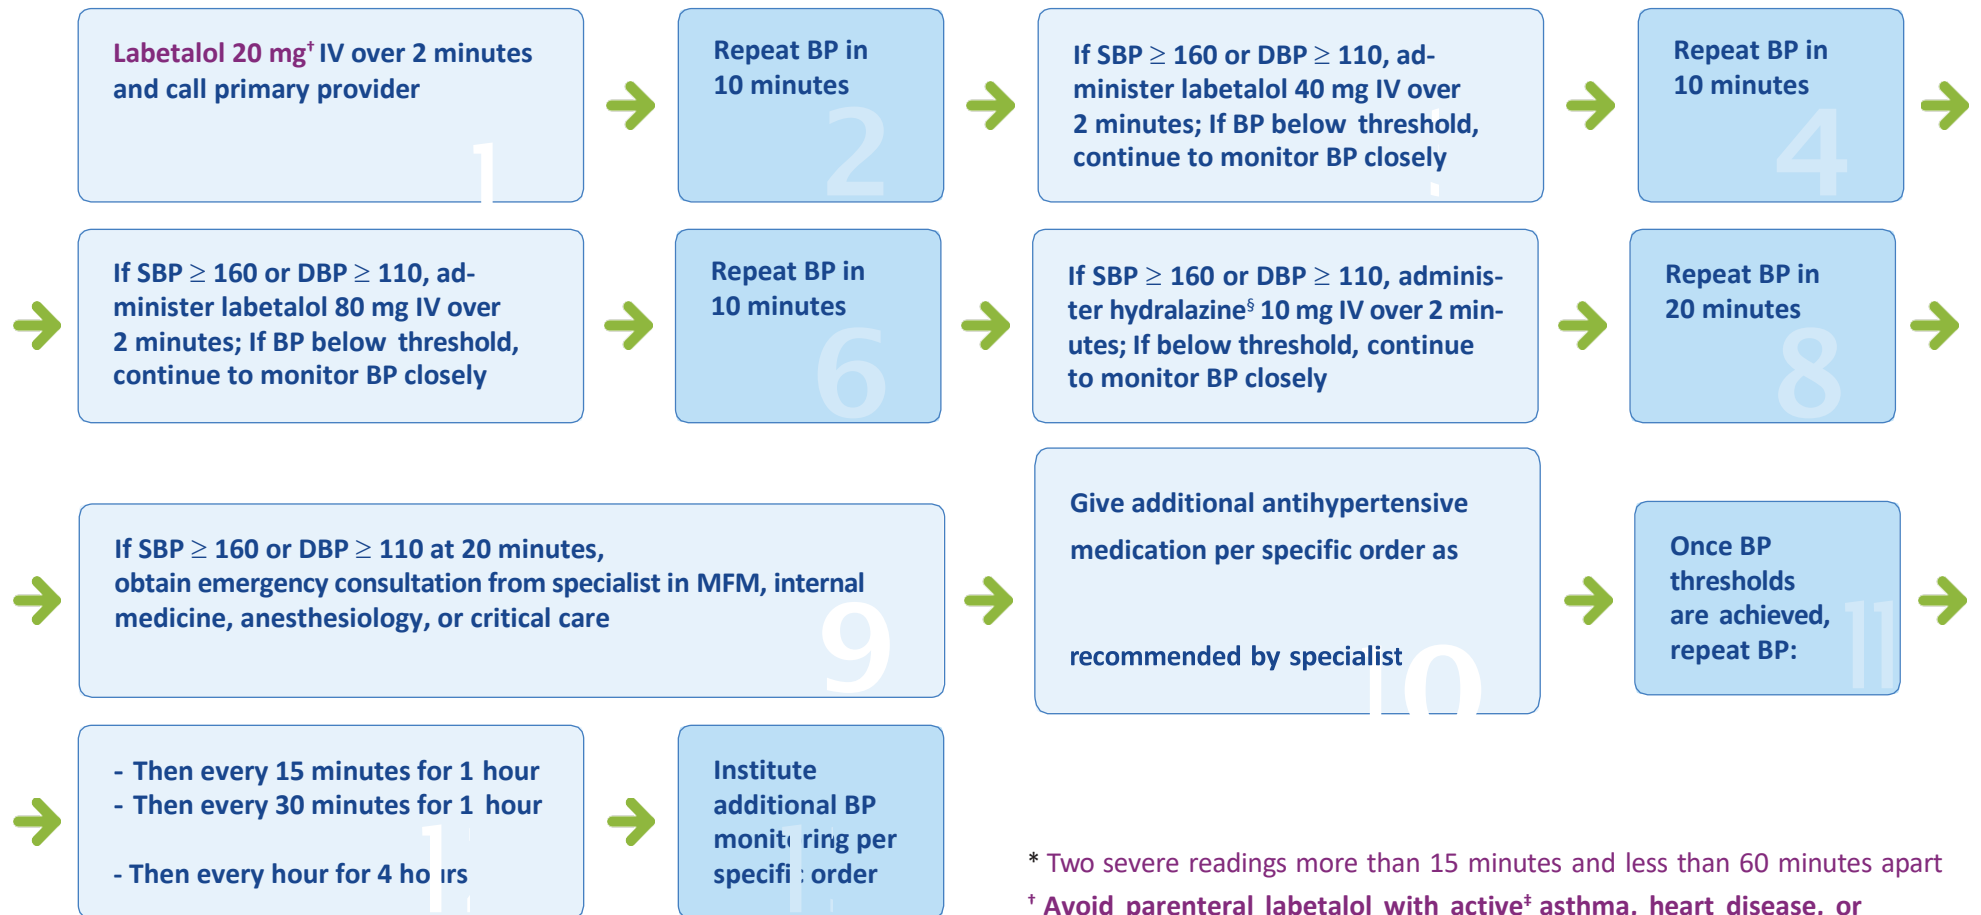 Labetalol 20 mg† IV over 2 minutes
and call primary provider
1
Repeat BP in
10 minutes
2
If SBP ≥ 160 or DBP ≥ 110, ad-
minister labetalol 40 mg IV over
2 minutes; If BP below threshold,
continue to monitor BP closely
Repeat BP in
10 minutes
4
If SBP ≥ 160 or DBP ≥ 110, ad-
minister labetalol 80 mg IV over
2 minutes; If BP below threshold,
continue to monitor BP closely
Repeat BP in
10 minutes
6
If SBP ≥ 160 or DBP ≥ 110, adminis-
ter hydralazine§ 10 mg IV over 2 min-
utes; If below threshold, continue
to monitor BP closely
Repeat BP in
20 minutes
8
If SBP ≥ 160 or DBP ≥ 110 at 20 minutes,
obtain emergency consultation from specialist in MFM, internal
medicine, anesthesiology, or critical care
9
Give additional antihypertensive
medication per specific order as
recommended by specialist
10
Once BP
thresholds
are achieved,
repeat BP:
11
- Then every 15 minutes for 1 hour
- Then every 30 minutes for 1 hour
- Then every hour for 4 hours
Institute
additional BP
monitoring per
specific order
* Two severe readings more than 15 minutes and less than 60 minutes apart
† Avoid parenteral labetalol with active‡ asthma, heart disease, or